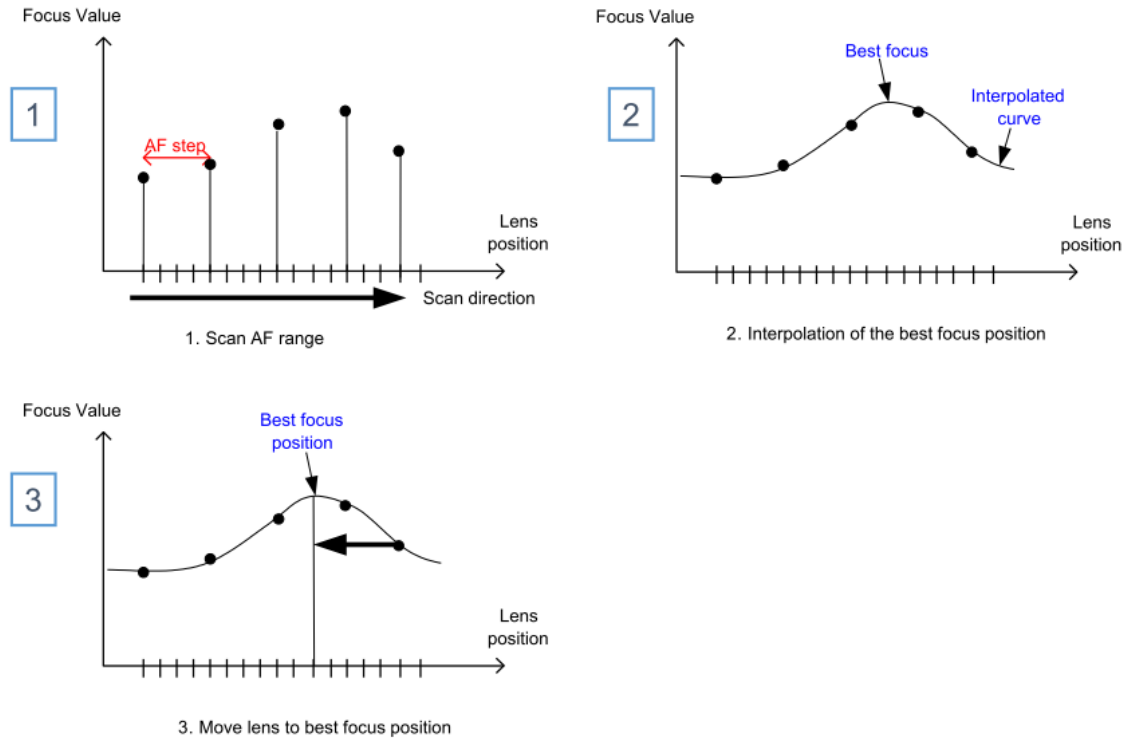 Focus Value
1
AF step
Lens
position
Scan direction
1. Scan AF range
Focus Value
2
Best focus
Interpolated
curve
Lens
position
2. Interpolation of the best focus position
Focus Value
3
Best focus
position
Lens
position
3. Move lens to best focus position